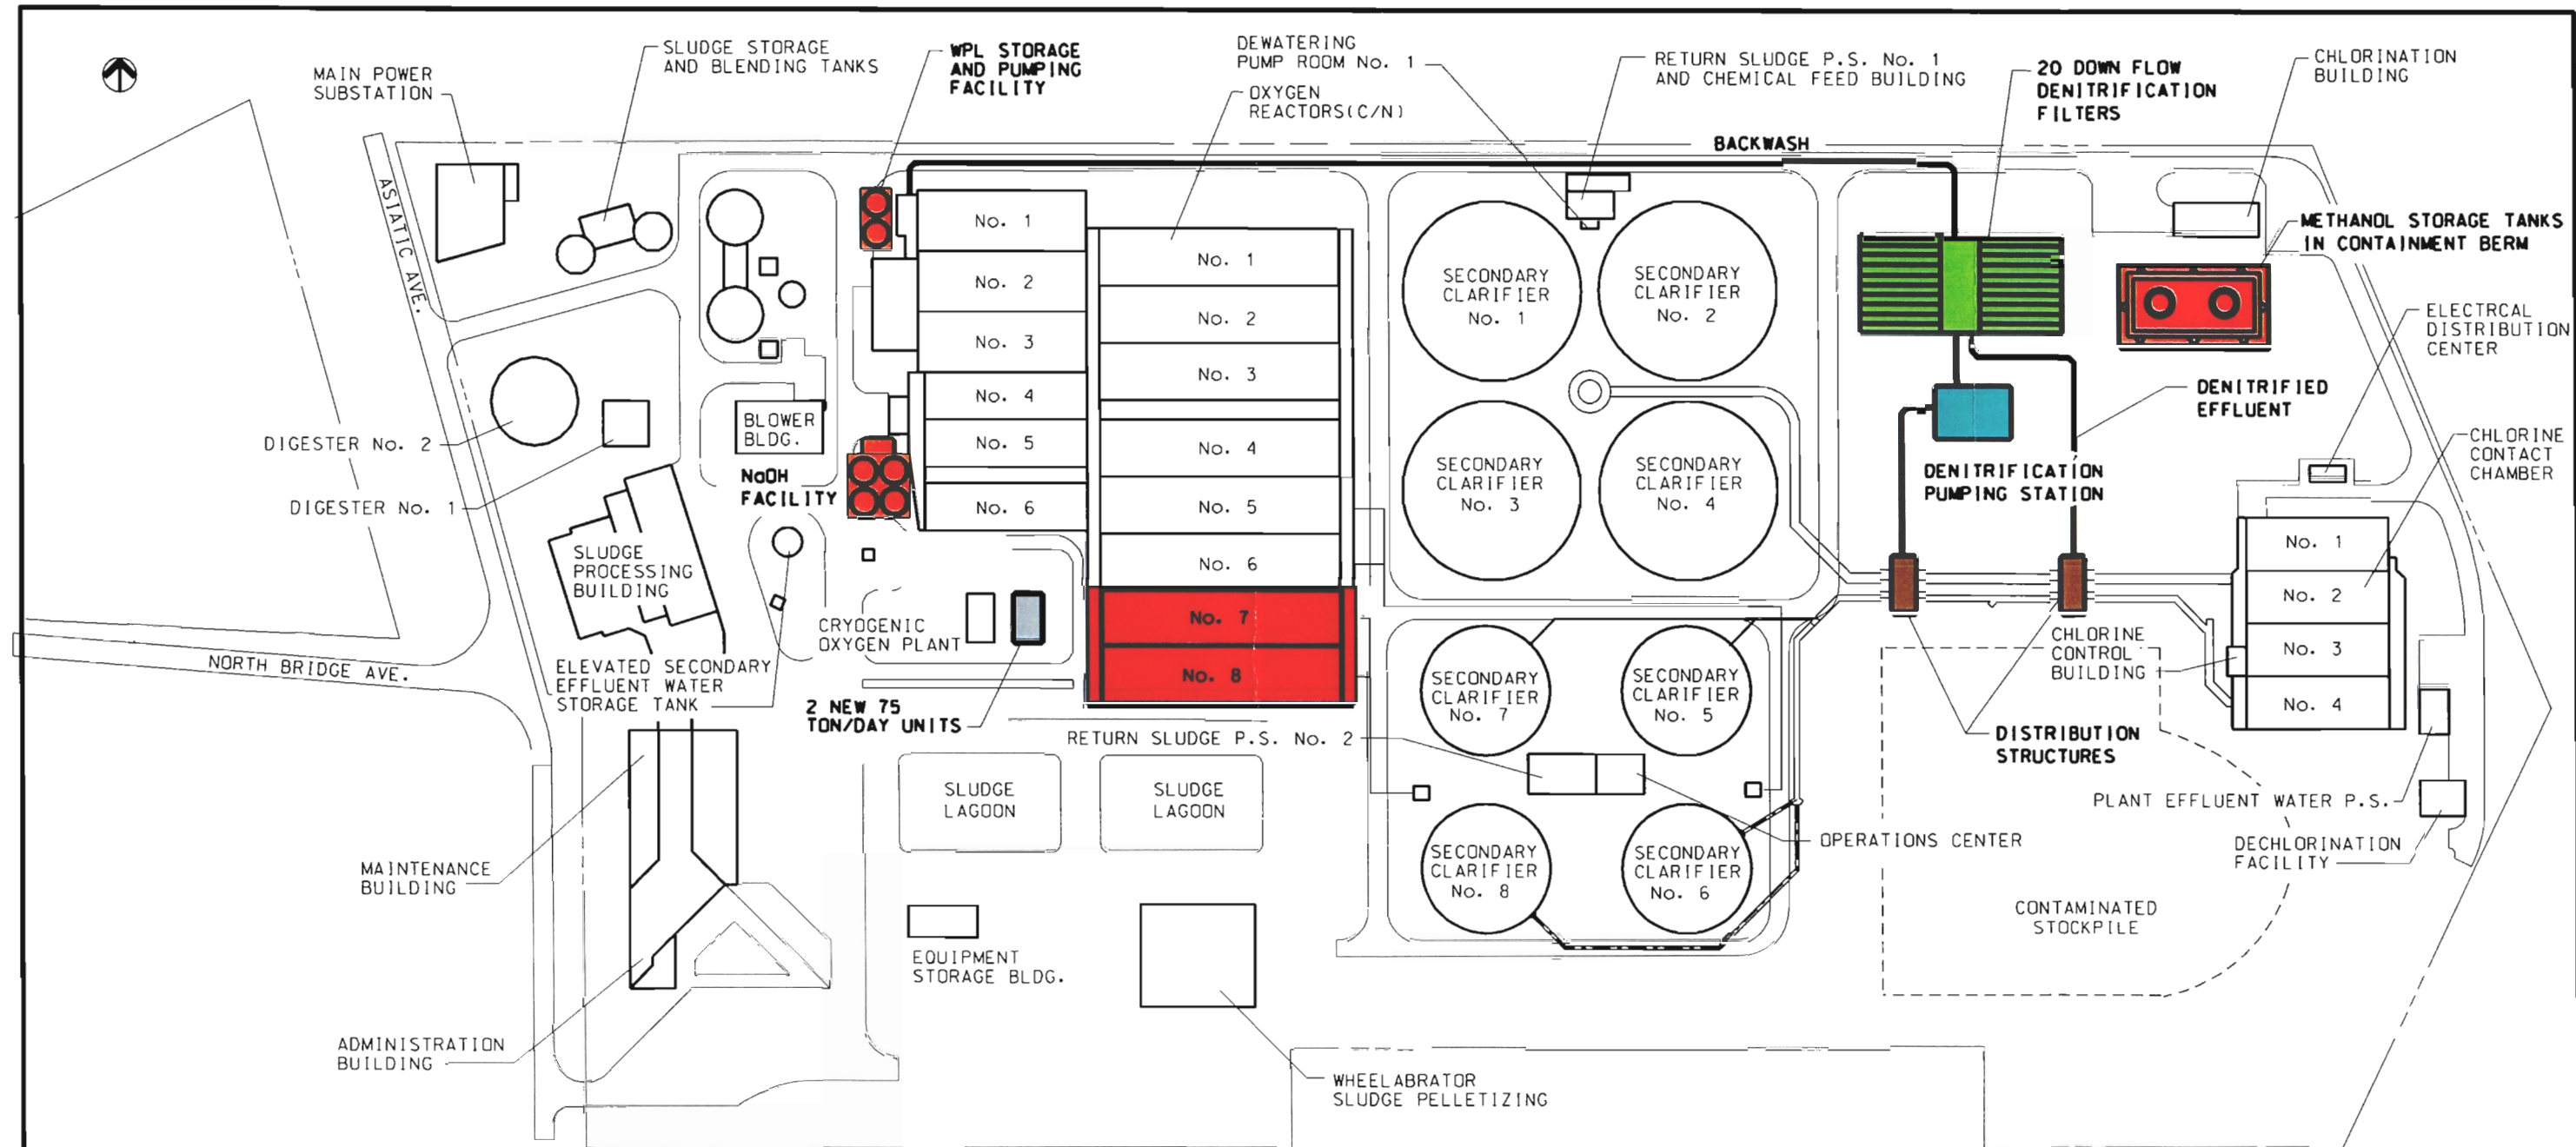 MAIN POWER
SUBSTATION
SLUDGE STORAGE
AND BLENDING TANKS
WPL STORAGE
AND PUMPING
FACILITY
DEWATERING
PUMP ROOM No. 1
OXYGEN
REACTORS(C/N)
RETURN SLUDGE P.S. No. 1
AND CHEMICAL FEED BUILDING
20 DOWN FLOW
DENITRIFICATION
FILTERS
CHLORINATION
BUILDING
BACKWASH
ASIATIC AVE.
METHANOL STORAGE TANKS
IN CONTAINMENT BERM
No. 1
No. 2
No. 3
No. 4
No. 5
No. 6
No. 1
No. 2
No. 3
No. 4
No. 5
No. 6
No. 7
No. 8
SECONDARY
CLARIFIER
No. 1
SECONDARY
CLARIFIER
No. 2
SECONDARY
CLARIFIER
No. 3
SECONDARY
CLARIFIER
No. 4
ELECTRCAL
DISTRIBUTION
CENTER
DENITRIFIED
EFFLUENT
CHLORINE
CONTACT
CHAMBER
DENITRIFICATION
PUMPING STATION
DIGESTER No. 2
DIGESTER No. 1
BLOWER
BLDG.
NaOH
FACILITY
SLUDGE
PROCESSING
BUILDING
CRYOGENIC
OXYGEN PLANT
NORTH BRIDGE AVE.
ELEVATED SECONDARY
EFFLUENT WATER
STORAGE TANK
2 NEW 75
TON/DAY UNITS
No. 1
No. 2
No. 3
No. 4
CHLORINE
CONTROL
BUILDING
DISTRIBUTION
STRUCTURES
SECONDARY
CLARIFIER
No. 7
SECONDARY
CLARIFIER
No. 5
RETURN SLUDGE P.S. No. 2
SLUDGE
LAGOON
SLUDGE
LAGOON
PLANT EFFLUENT WATER P.S.
OPERATIONS CENTER
DECHLORINATION
FACILITY
SECONDARY
CLARIFIER
No. 8
SECONDARY
CLARIFIER
No. 6
MAINTENANCE
BUILDING
CONTAMINATED
STOCKPILE
EQUIPMENT
STORAGE BLDG.
ADMINISTRATION
BUILDING
WHEELABRATOR
SLUDGE PELLETIZING